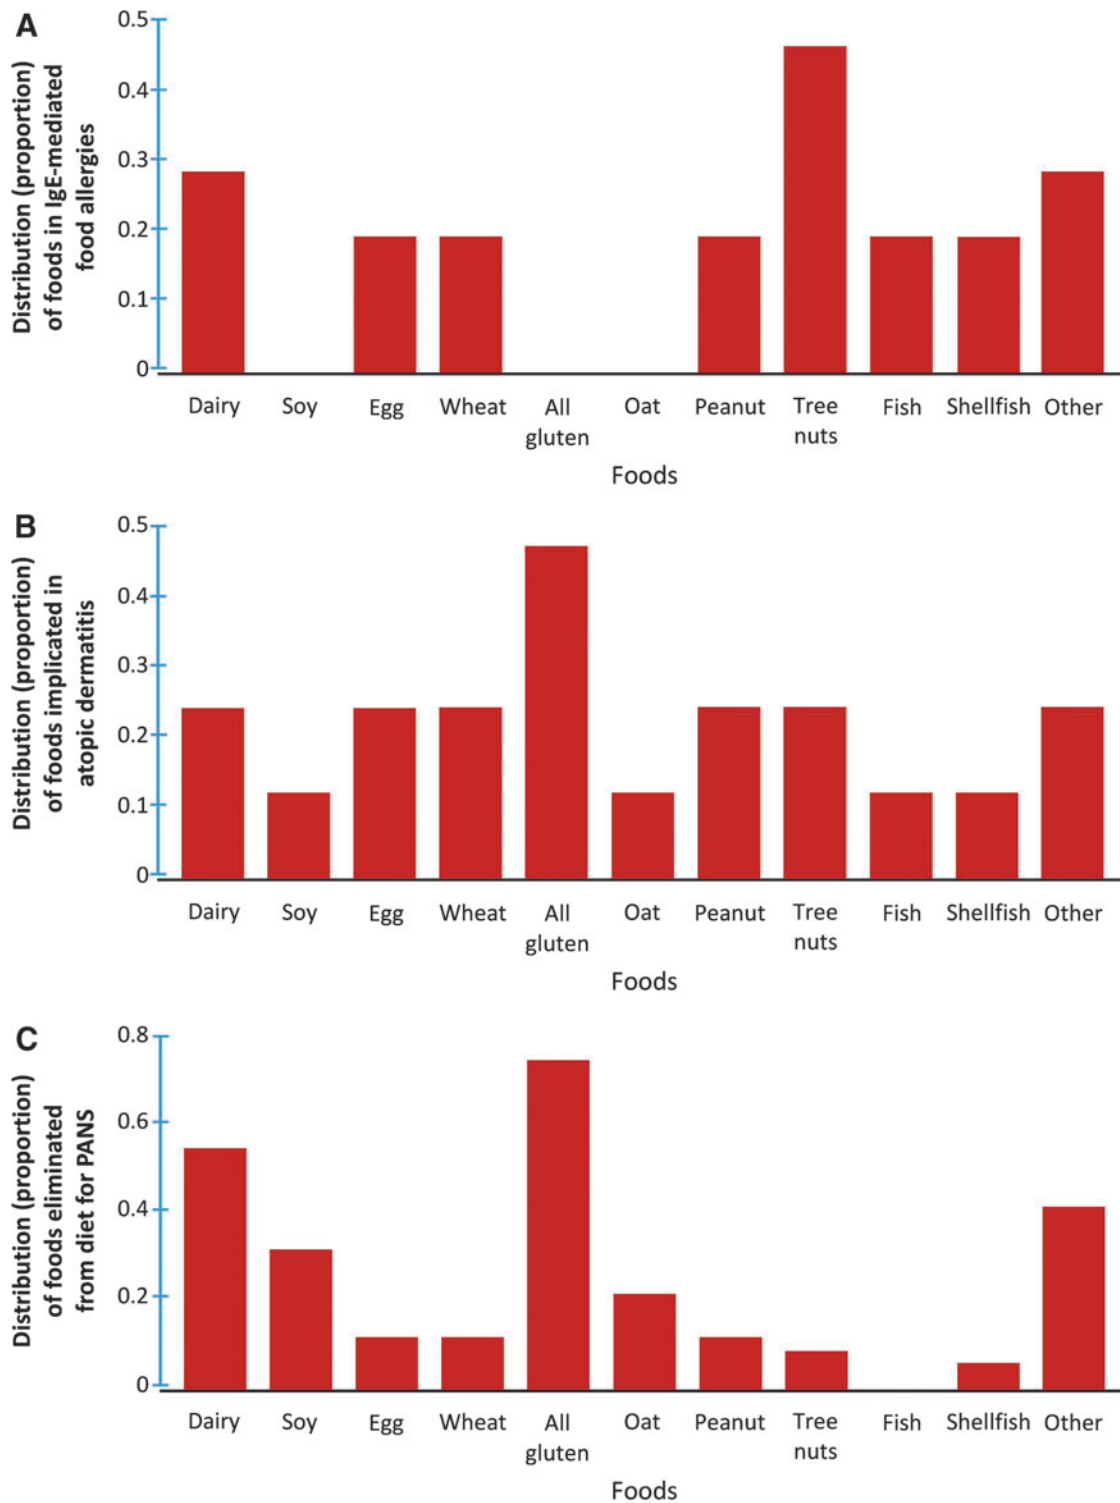 A
Distribution (proportion)
of foods in IgE-mediated
food allergies
0.5
0.4
0.3
0.2
0.1
0
Dairy Soy Egg Wheat All Oat Peanut Tree Fish Shellfish Other
gluten nuts
Foods
B
Distribution (proportion)
of foods implicated in
atopic dermatitis
0.5
0.4
0.3
0.2
0.1
0
Dairy Soy Egg Wheat All Oat Peanut Tree Fish Shellfish Other
gluten nuts
Foods
C
Distribution (proportion)
of foods eliminated
from diet for PANS
0.8
0.6
0.4
0.2
0
Dairy Soy Egg Wheat All Oat Peanut Tree Fish Shellfish Other
gluten nuts
Foods